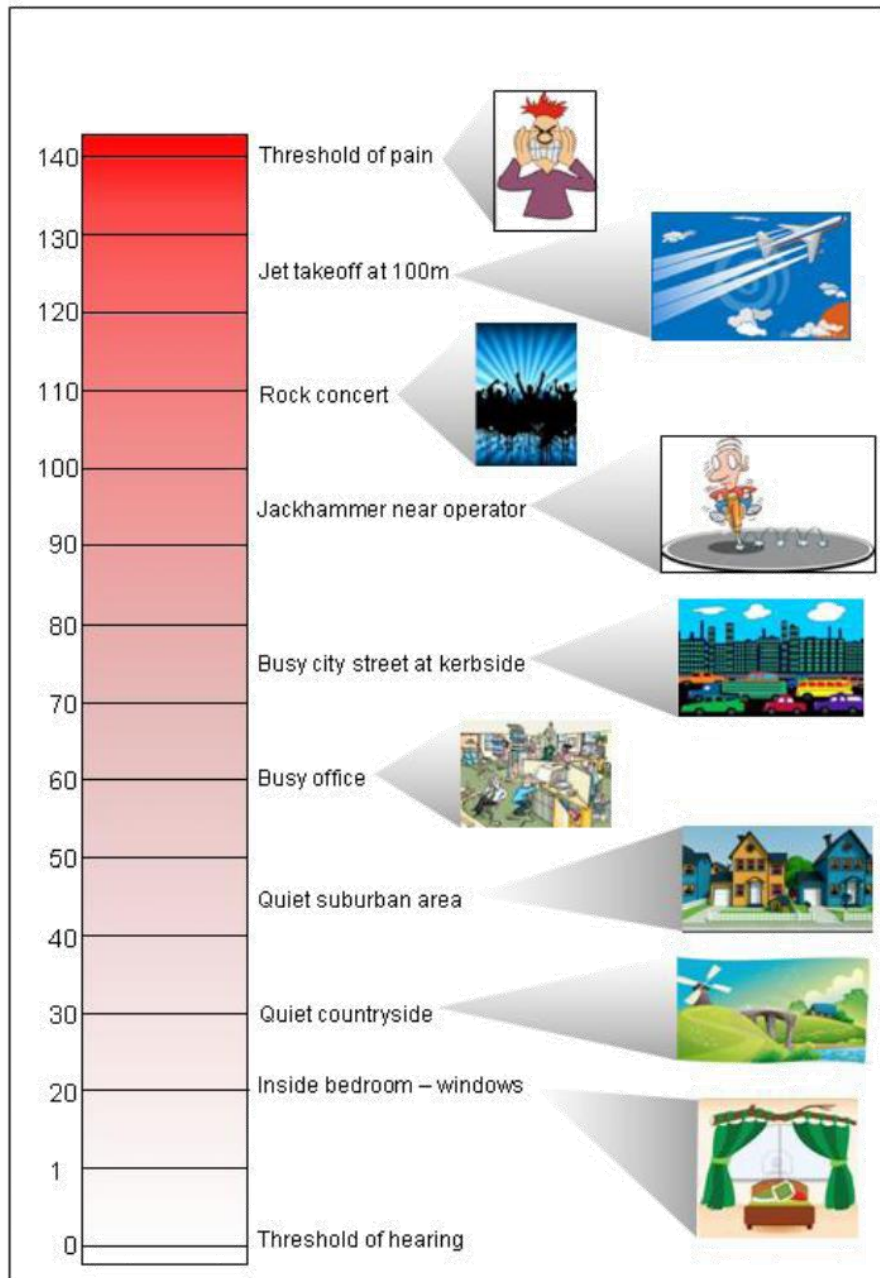 140
Threshold of pain
130
Jet takeoff at 100m
120
110
Rock concert
100
Jackhammer near operator
90
80
Busy city street at kerbside
70
60
Busy office
50
Quiet suburban area
40
30
Quiet countryside
20
Inside bedroom – windows
1
0
Threshold of hearing